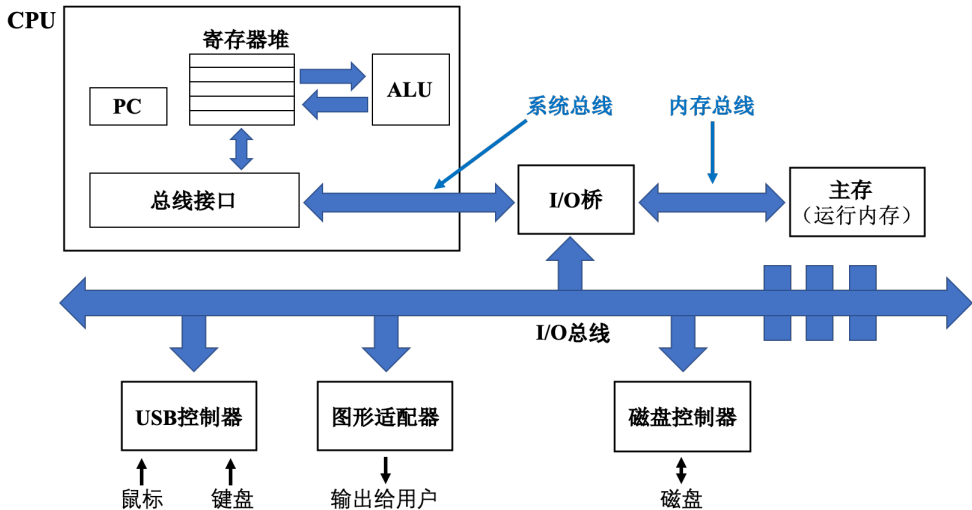 CPU
寄存器堆
PC
ALU
系统总线
内存总线
总线接口
I/O桥
主存
（运行内存）
I/O总线
USB控制器
图形适配器
磁盘控制器
鼠标
键盘
输出给用户
磁盘